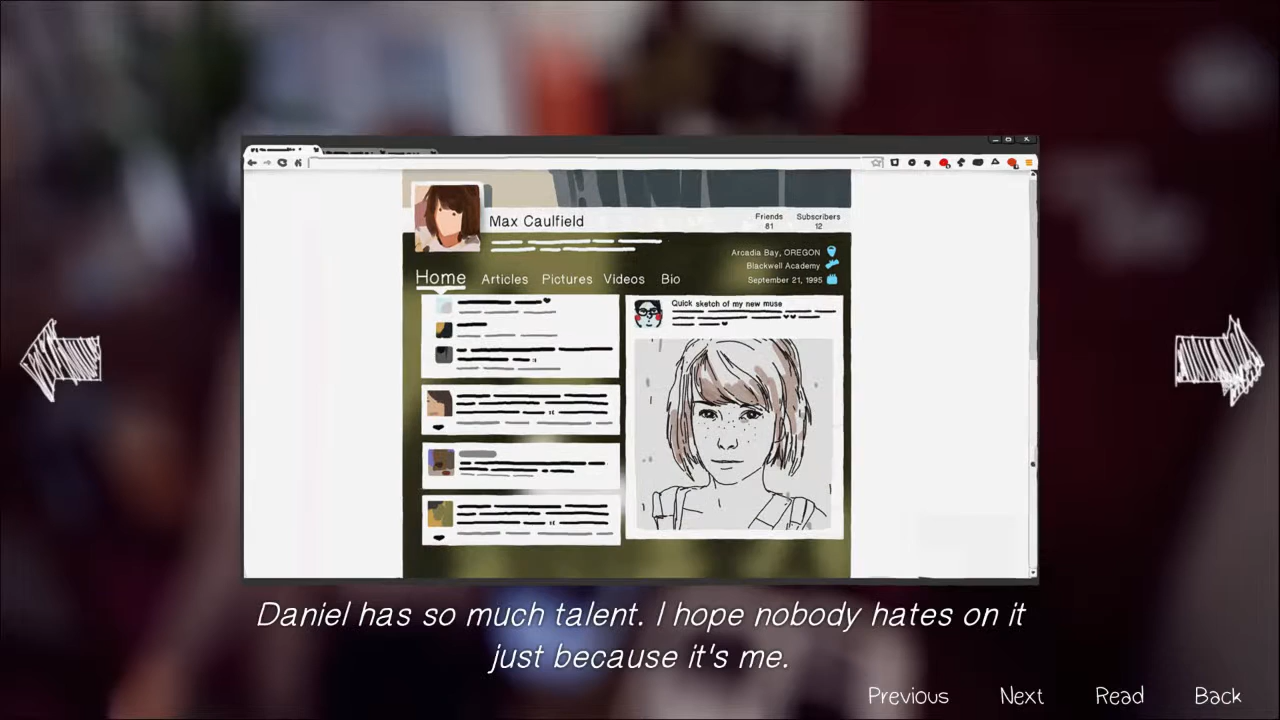 Max Caulfield
Friends
81
Subscribers
12
Arcadia Bay, OREGON
Blackwell Academy
September 21, 1995
Home Articles Pictures Videos Bio
Quick sketch of my new muse
Daniel has so much talent. I hope nobody hates on it
just because it's me.
Previous Next Read Back